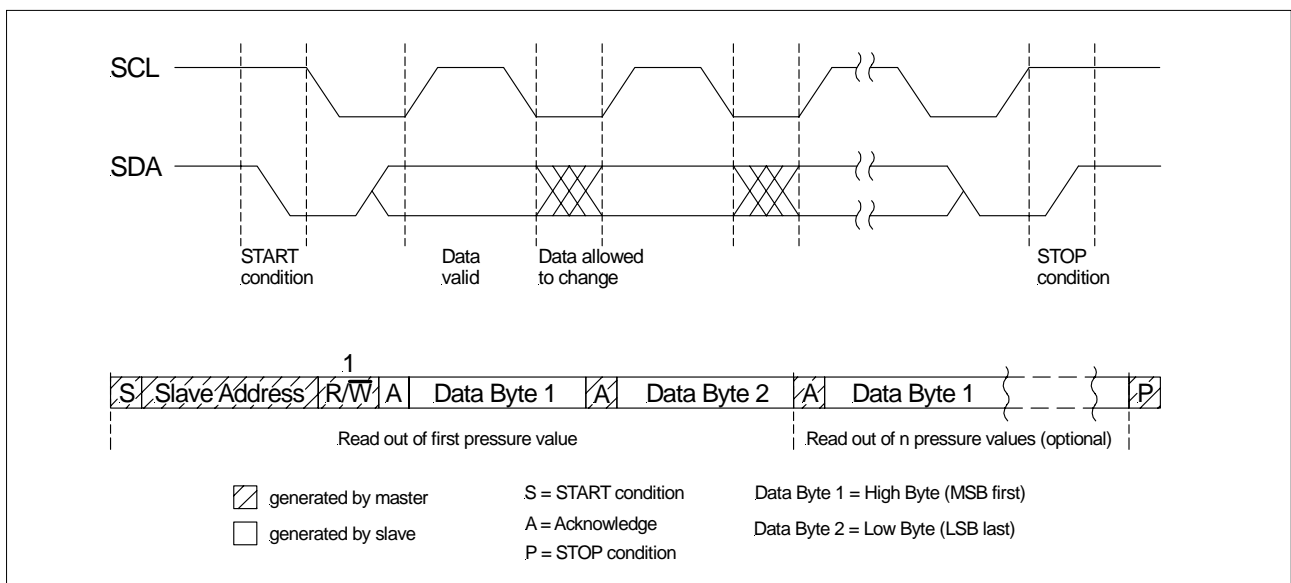 SCL
SDA
START
condition
Data
valid
Data allowed
to change
STOP
condition
1
S Slave Address R/W̅ A Data Byte 1 A Data Byte 2 A Data Byte 1 P
Read out of first pressure value
Read out of n pressure values (optional)
generated by master
generated by slave
S = START condition
A = Acknowledge
P = STOP condition
Data Byte 1 = High Byte (MSB first)
Data Byte 2 = Low Byte (LSB last)